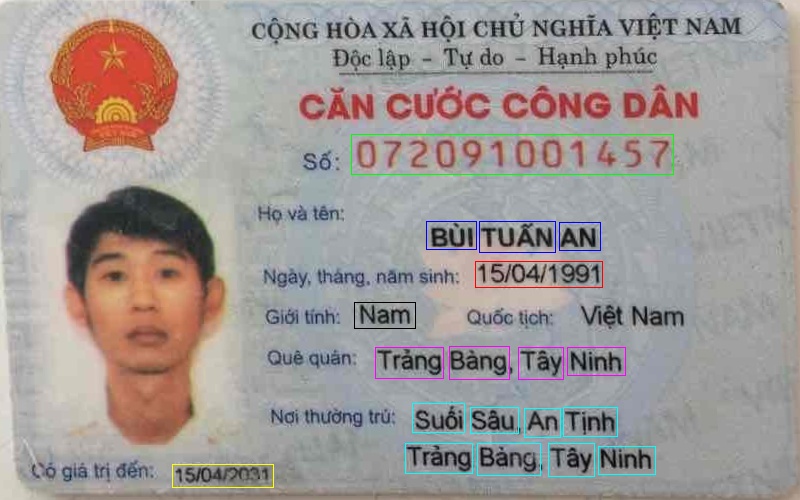 CỘNG HÒA XÃ HỘI CHỦ NGHĨA VIỆT NAM
Độc lập - Tự do - Hạnh phúc
CĂN CƯỚC CÔNG DÂN
Số: 072091001457
Họ và tên:
BÙI TUẤN AN
Ngày, tháng, năm sinh: 15/04/1991
Giới tính: Nam Quốc tịch: Việt Nam
Quê quán: Trảng Bàng, Tây Ninh
Nơi thường trú: Suối Sâu, An Tịnh
Trảng Bàng, Tây Ninh
Có giá trị đến: 15/04/2031